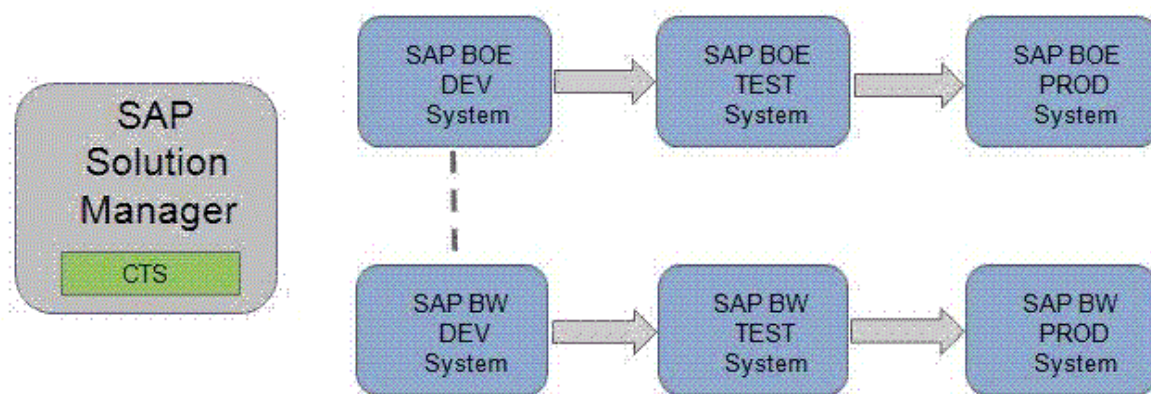 SAP
Solution
Manager
CTS
SAP BOE
DEV
System
SAP BOE
TEST
System
SAP BOE
PROD
System
SAP BW
DEV
System
SAP BW
TEST
System
SAP BW
PROD
System